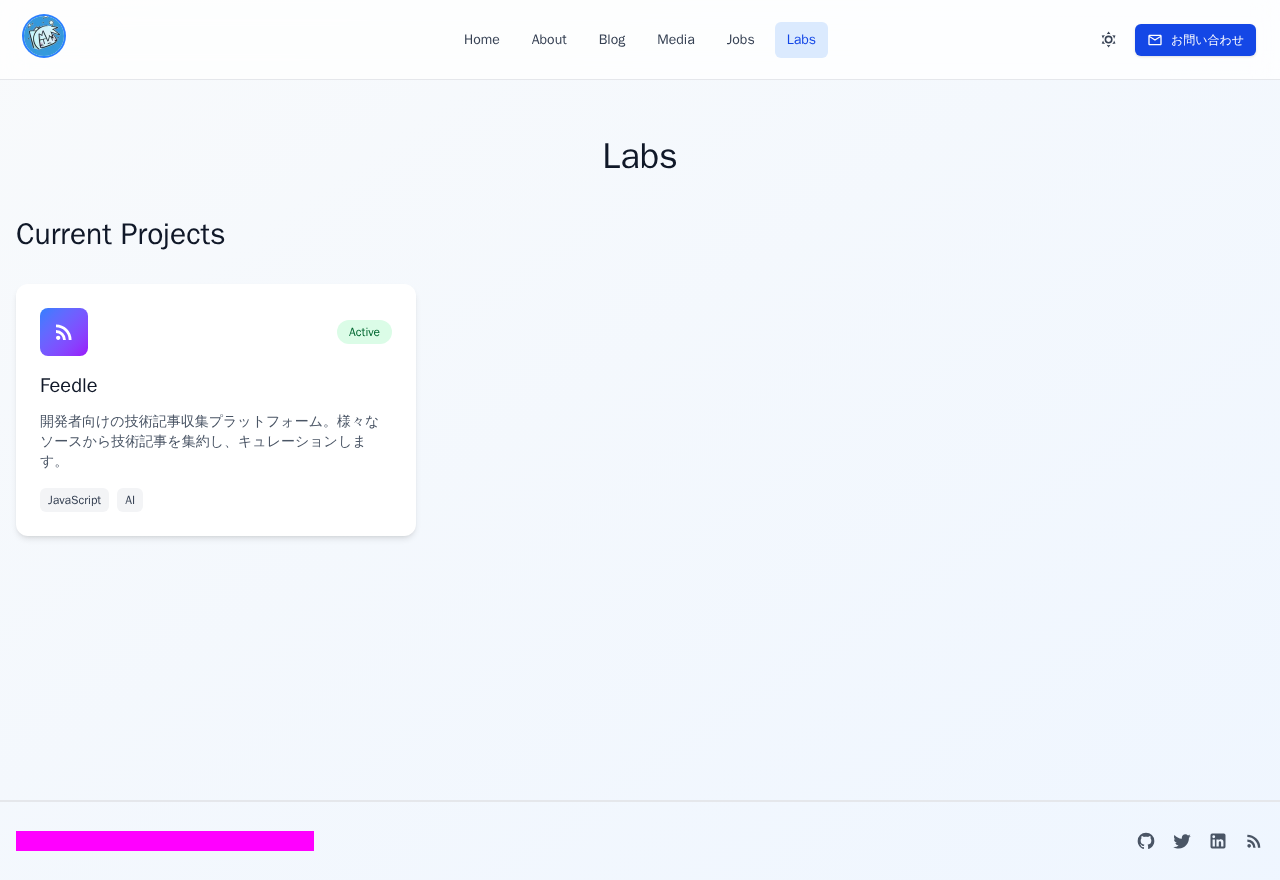 Home
About
Blog
Media
Jobs
Labs
お問い合わせ
Labs
Current Projects
Active
Feedle
開発者向けの技術記事収集プラットフォーム。様々な
ソースから技術記事を集約し、キュレーションしま
す。
JavaScript
AI